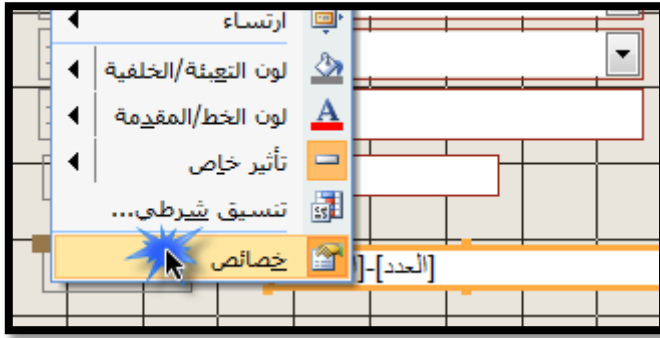 ارتساء
لون التعبئة/الخلفية
لون الخط/المقدمة
تأثير خاص
تنسيق شرطي...
خصائص
[العدد]-[